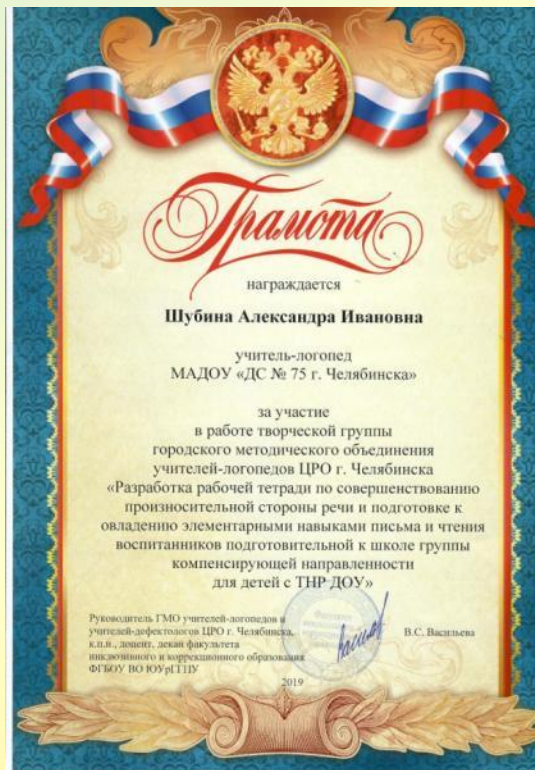 Грамота
награждается
Шубина Александра Ивановна
учитель-логопед
МАДОУ «ДС № 75 г. Челябинска»
за участие
в работе творческой группы
городского методического объединения
учителей-логопедов ЦРО г. Челябинска
«Разработка рабочей тетради по совершенствованию
произносительной стороны речи и подготовке к
овладению элементарными навыками письма и чтения
воспитанников подготовительной к школе группы
компенсирующей направленности
для детей с ТНР ДОУ»
Руководитель ГМО учителей-логопедов и
учителей-дефектологов ЦРО г. Челябинска,
к.п.н., доцент, декан факультета
инклюзивного и коррекционного образования
ФГБОУ ВО ЮУрГГПУ
В.С. Васильева
2019